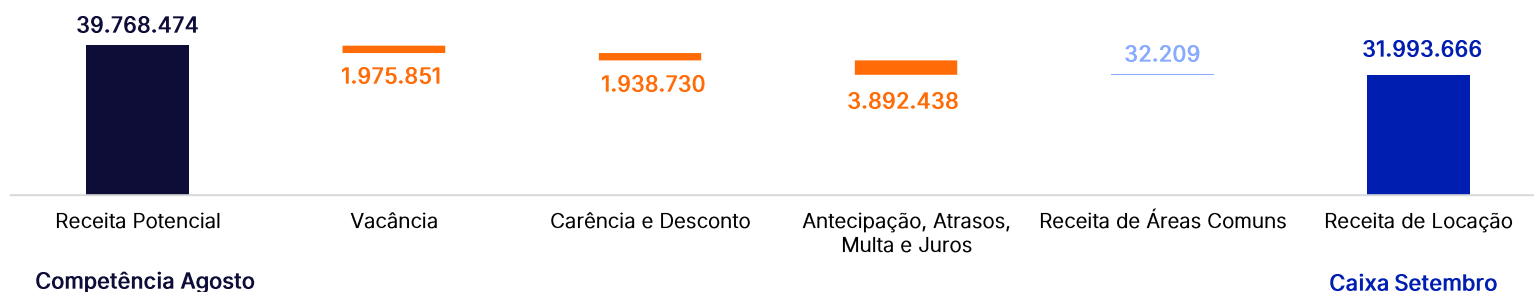 39.768.474
1.975.851
1.938.730
3.892.438
32.209
31.993.666
Receita Potencial
Vacância
Carência e Desconto
Antecipação, Atrasos,
Multa e Juros
Receita de Áreas Comuns
Receita de Locação
Competência Agosto
Caixa Setembro